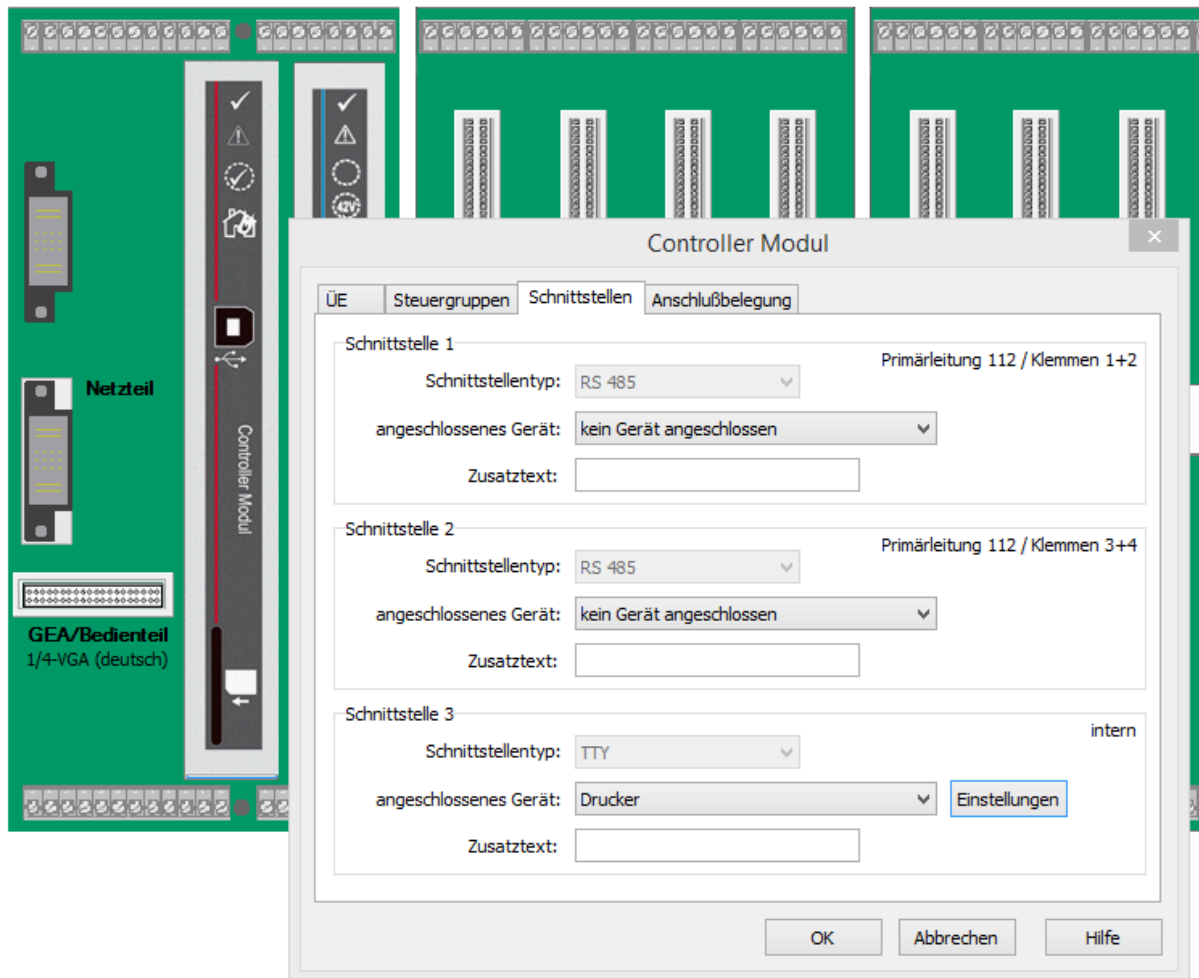 42V
Netzteil
Controller Modul
GEA/Bedienteil
1/4-VGA (deutsch)
Controller Modul
ÜE Steuergruppen Schnittstellen Anschlußbelegung
Schnittstelle 1
Primärleitung 112 / Klemmen 1+2
Schnittstellentyp: RS 485
angeschlossenes Gerät: kein Gerät angeschlossen
Zusatztext:
Schnittstelle 2
Primärleitung 112 / Klemmen 3+4
Schnittstellentyp: RS 485
angeschlossenes Gerät: kein Gerät angeschlossen
Zusatztext:
Schnittstelle 3
intern
Schnittstellentyp: TTY
angeschlossenes Gerät: Drucker Einstellungen
Zusatztext:
OK Abbrechen Hilfe